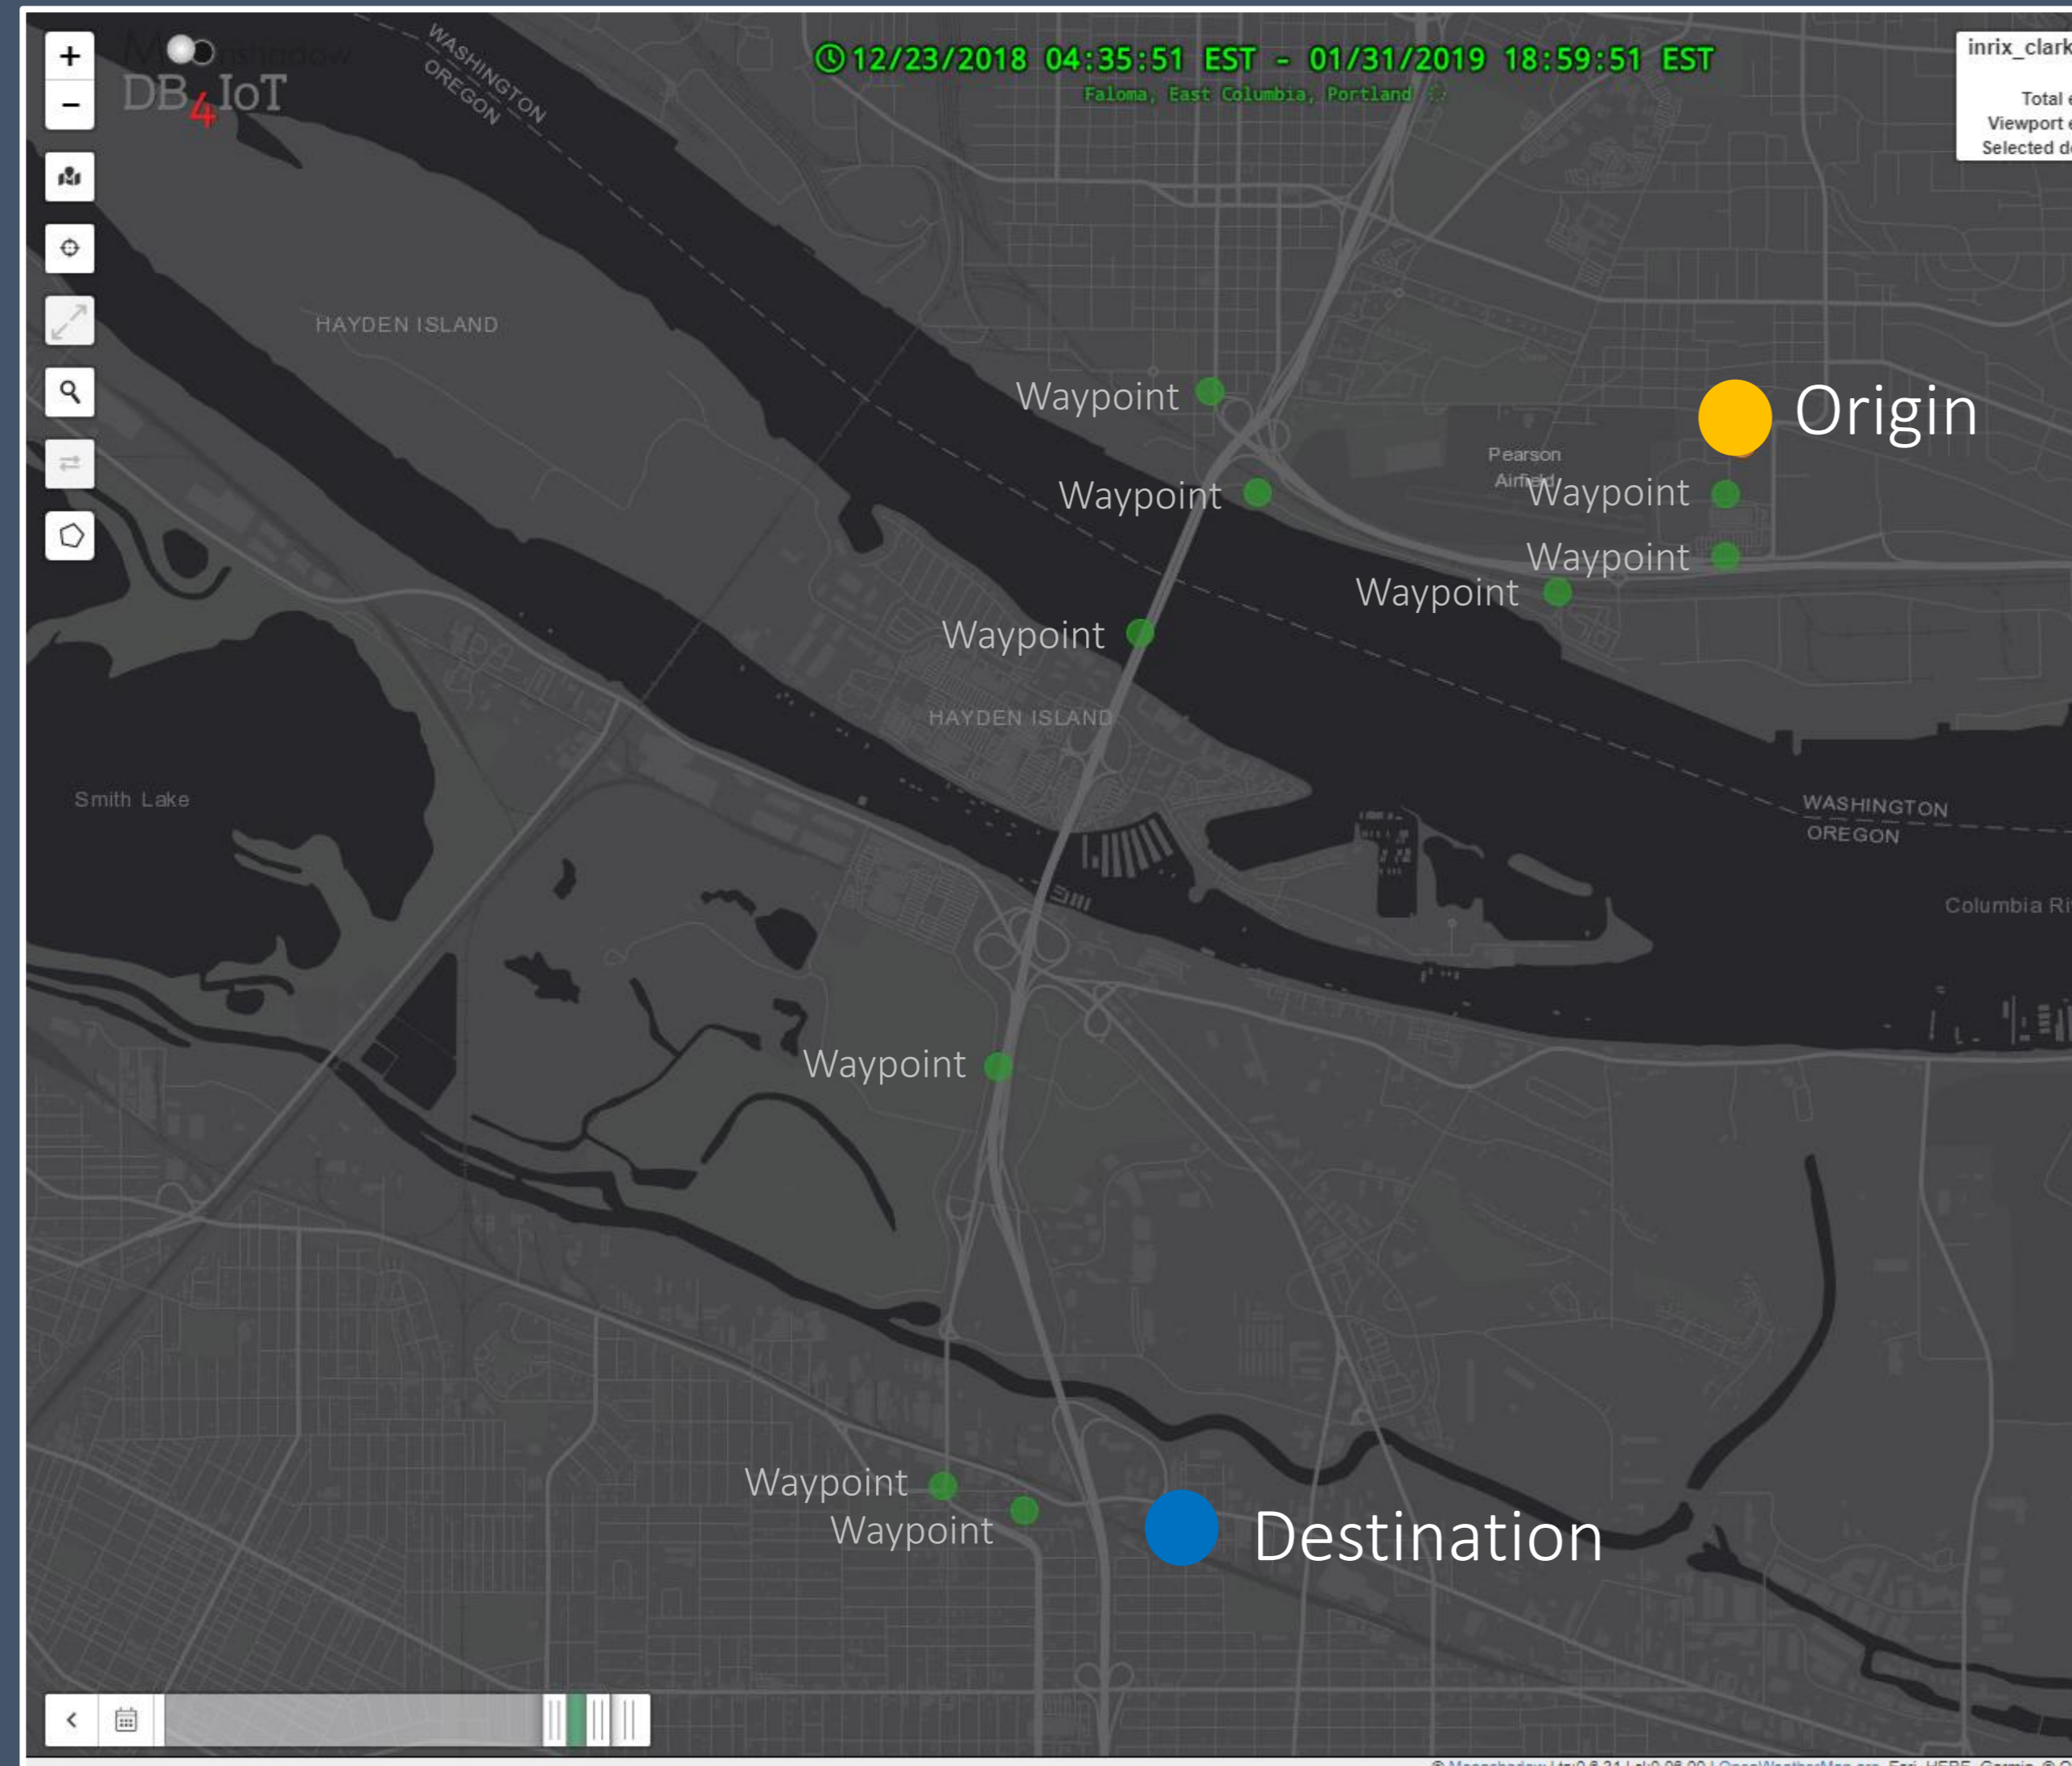 +
−
Moonshadow
DB4IoT
WASHINGTON
OREGON
12/23/2018 04:35:51 EST - 01/31/2019 18:59:51 EST
Faloma, East Columbia, Portland
inrix_clark
Total e
Viewport e
Selected d
HAYDEN ISLAND
Waypoint
Origin
Pearson
Airfield
Waypoint
Waypoint
Waypoint
Waypoint
Waypoint
HAYDEN ISLAND
Smith Lake
WASHINGTON
OREGON
Columbia Ri
Waypoint
Waypoint
Waypoint
Destination